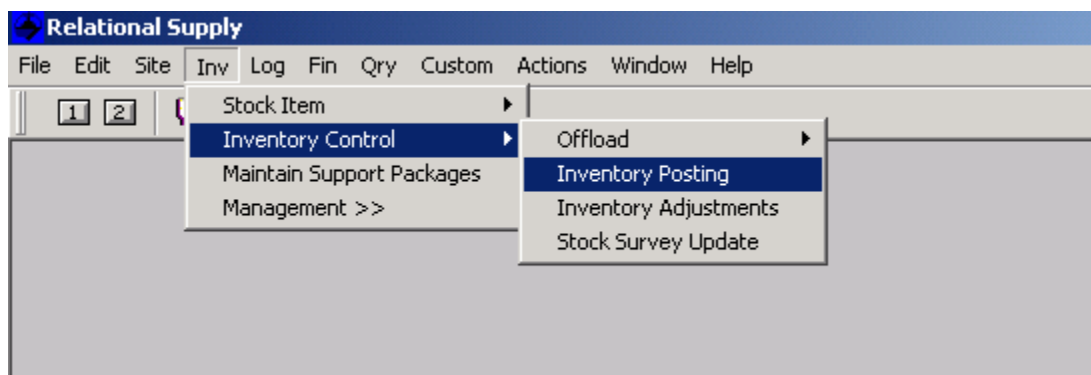 Relational Supply
File Edit Site Inv Log Fin Qry Custom Actions Window Help
1 2
Stock Item
Inventory Control
Maintain Support Packages
Management >>
Offload
Inventory Posting
Inventory Adjustments
Stock Survey Update